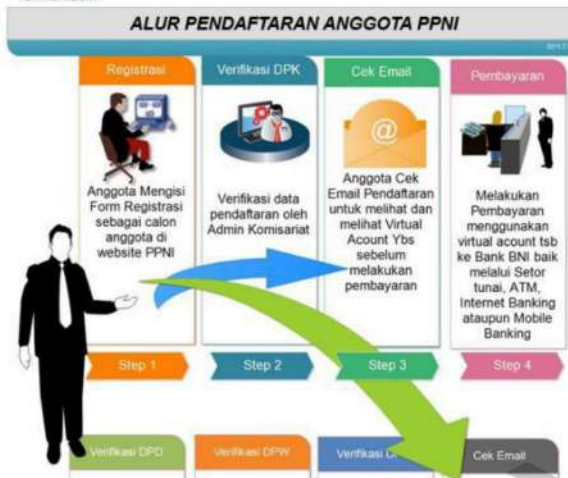 ALUR PENDAFTARAN ANGGOTA PPNI
Registrasi
Anggota Mengisi
Form Registrasi
sebagai calon
anggota di
website PPNI
Step 1
Verifikasi DPK
Verifikasi data
pendaftaran oleh
Admin Komisariat
Step 2
Cek Email
@
Anggota Cek
Email Pendaftaran
untuk melihat dan
melihat Virtual
Acount Ybs
sebelum
melakukan
pembayaran
Step 3
Pembayaran
Melakukan
Pembayaran
menggunakan
virtual acount tsb
ke Bank BNI baik
melalui Setor
tunai, ATM,
Internet Banking
ataupun Mobile
Banking
Step 4
Verifikasi DPD
Verifikasi DPW
Verifikasi
Cek Email